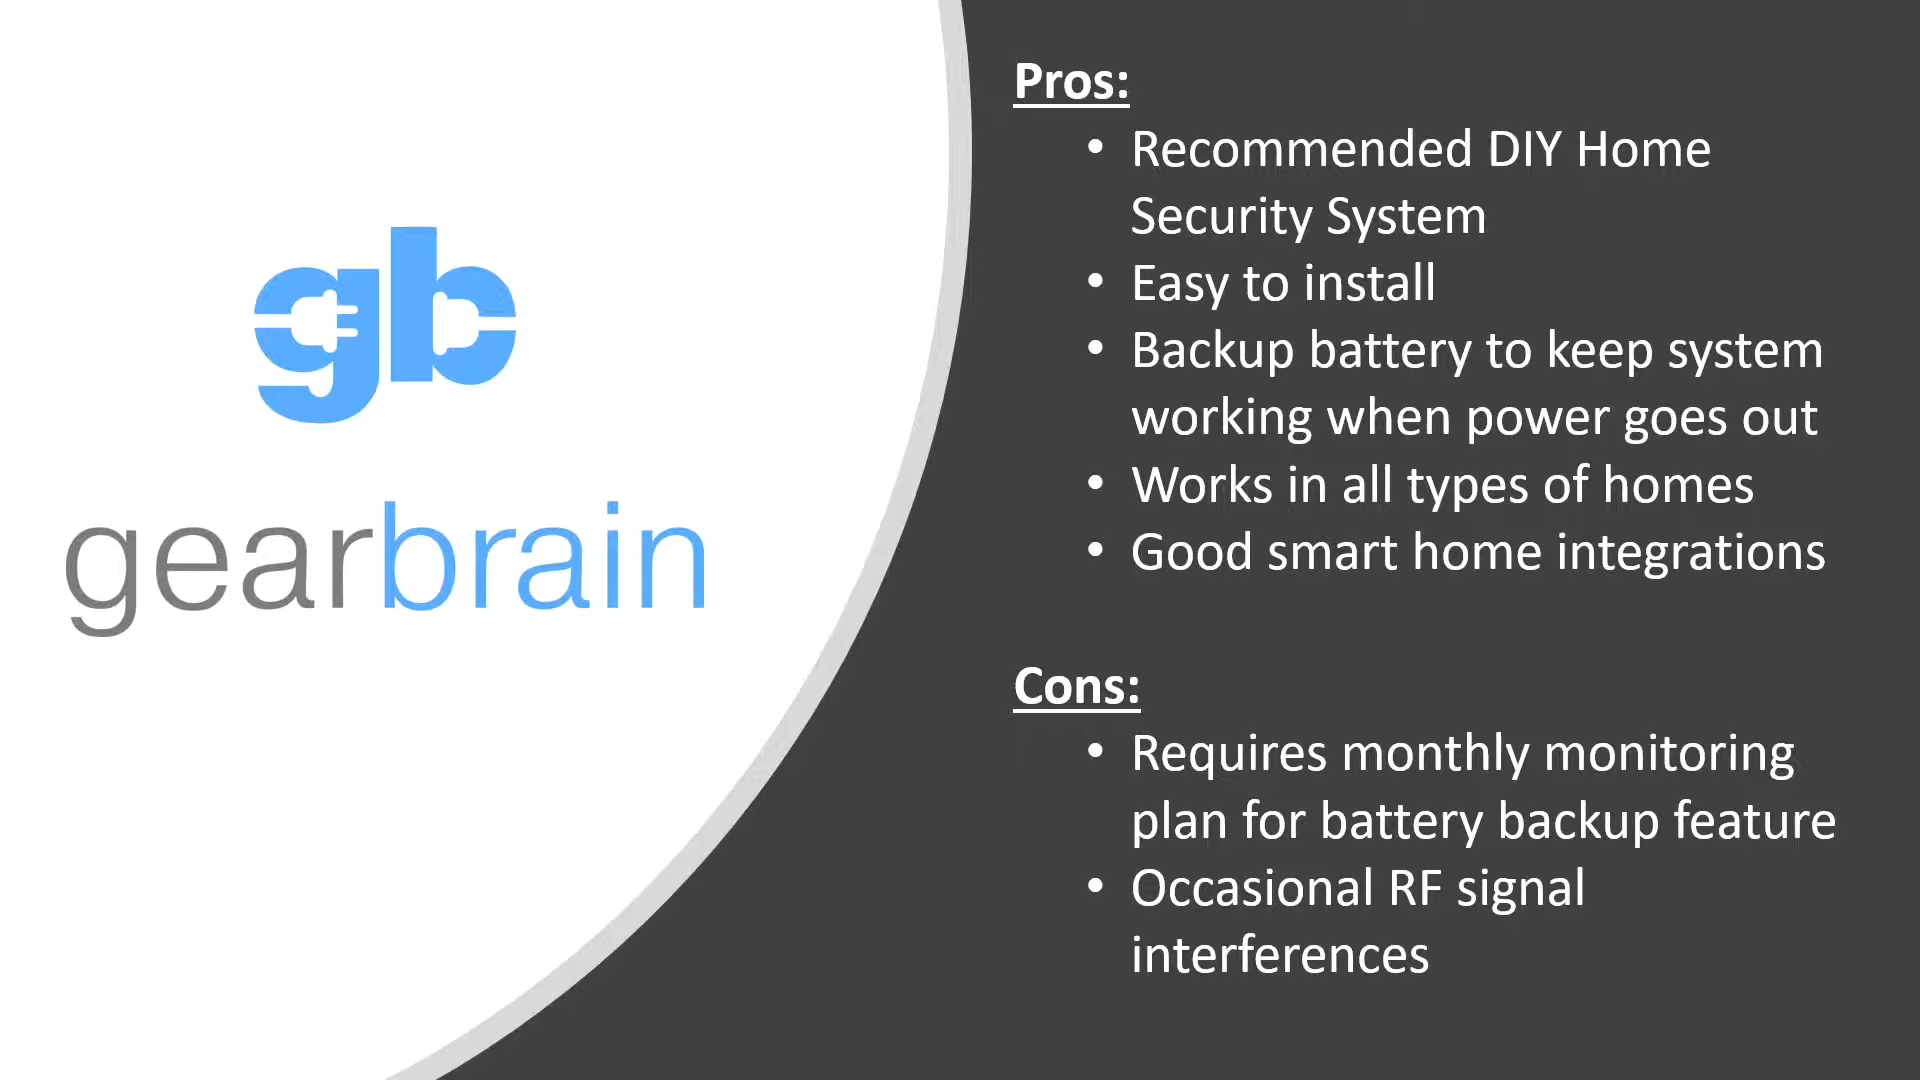 gb
gearbrain
Pros:
• Recommended DIY Home
Security System
• Easy to install
• Backup battery to keep system
working when power goes out
• Works in all types of homes
• Good smart home integrations
Cons:
• Requires monthly monitoring
plan for battery backup feature
• Occasional RF signal
interferences